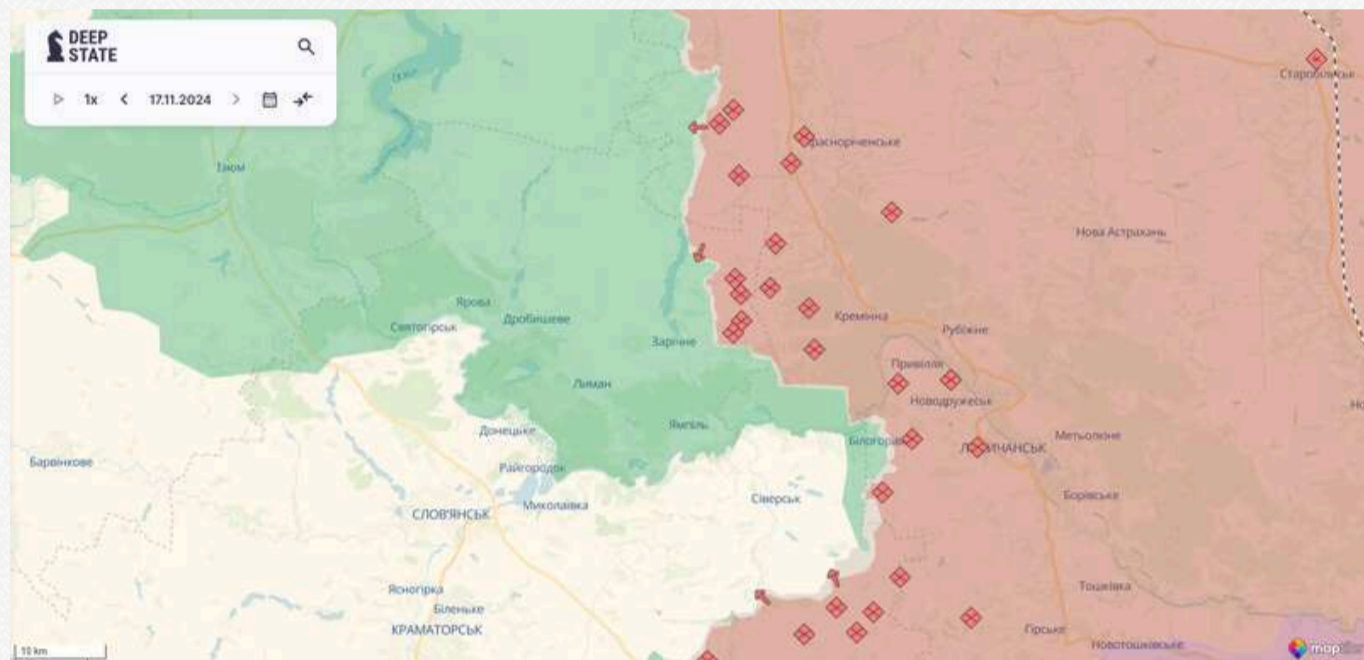 DEEP
STATE
1x
17.11.2024
Старобільськ
Красноріченське
Ізюм
Нова Астрахань
Ярова
Дробишеве
Святогірськ
Кремінна
Рубіжне
Зарічне
Привілля
Лиман
Новодружеськ
Ямпіль
Донецьке
Білогорівка
Метьолкіне
ЛИСИЧАНСЬК
Барвінкове
Райгородок
Сіверськ
Борівське
Миколаївка
СЛОВ'ЯНСЬК
Ясногірка
Тошківка
Біленьке
КРАМАТОРСЬК
Гірське
Новотошківське
10 km